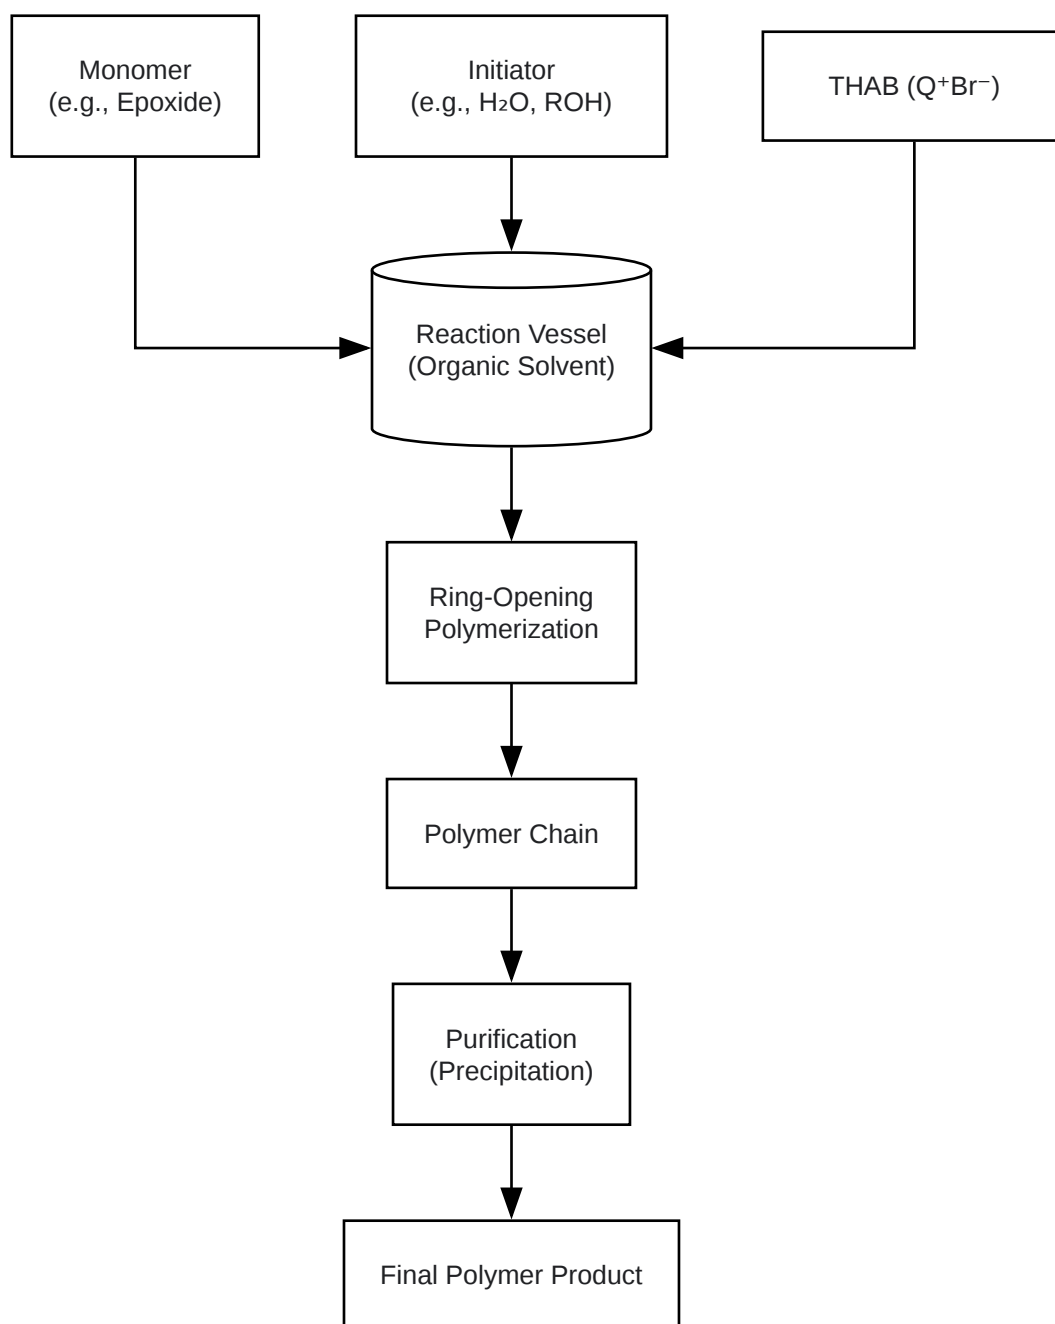 Monomer
(e.g., Epoxide)
Initiator
(e.g., H₂O, ROH)
THAB (Q⁺Br⁻)
Reaction Vessel
(Organic Solvent)
Ring-Opening
Polymerization
Polymer Chain
Purification
(Precipitation)
Final Polymer Product